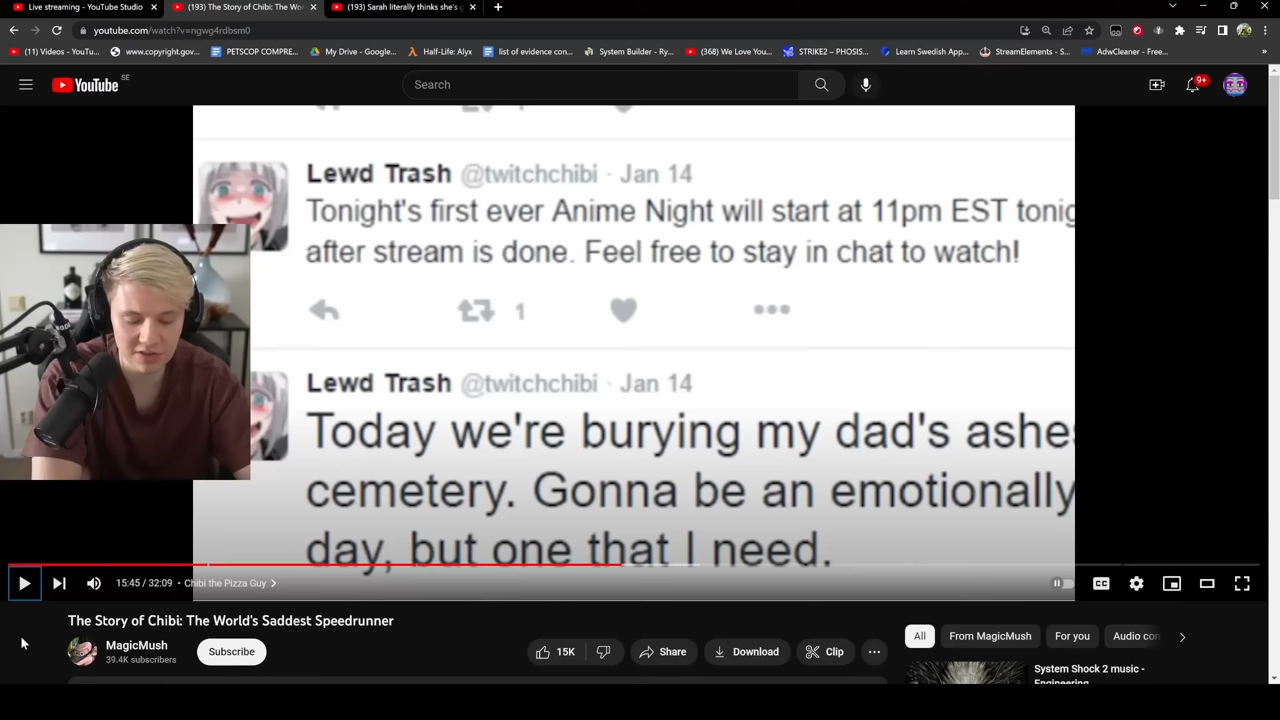 Live streaming - YouTube Studio
(193) The Story of Chibi: The Wo
(193) Sarah literally thinks she's g
youtube.com/watch?v=ngwg4rdbsm0
(11) Videos - YouTu...
www.copyright.gov...
PETSCOP COMPRE...
My Drive - Google...
Half-Life: Alyx
list of evidence con...
System Builder - Ry...
(368) We Love You...
STRIKE2 – PHOSIS...
Learn Swedish App...
StreamElements - S...
AdwCleaner - Free...
YouTube SE
Search
9+
Lewd Trash @twitchchibi · Jan 14
Tonight's first ever Anime Night will start at 11pm EST tonig
after stream is done. Feel free to stay in chat to watch!
1
Lewd Trash @twitchchibi · Jan 14
Today we're burying my dad's ashes
cemetery. Gonna be an emotionally
day, but one that I need.
15:45 / 32:09 • Chibi the Pizza Guy
CC
The Story of Chibi: The World's Saddest Speedrunner
MagicMush
39.4K subscribers
Subscribe
15K
Share
Download
Clip
All
From MagicMush
For you
Audio con
System Shock 2 music -
Engineering